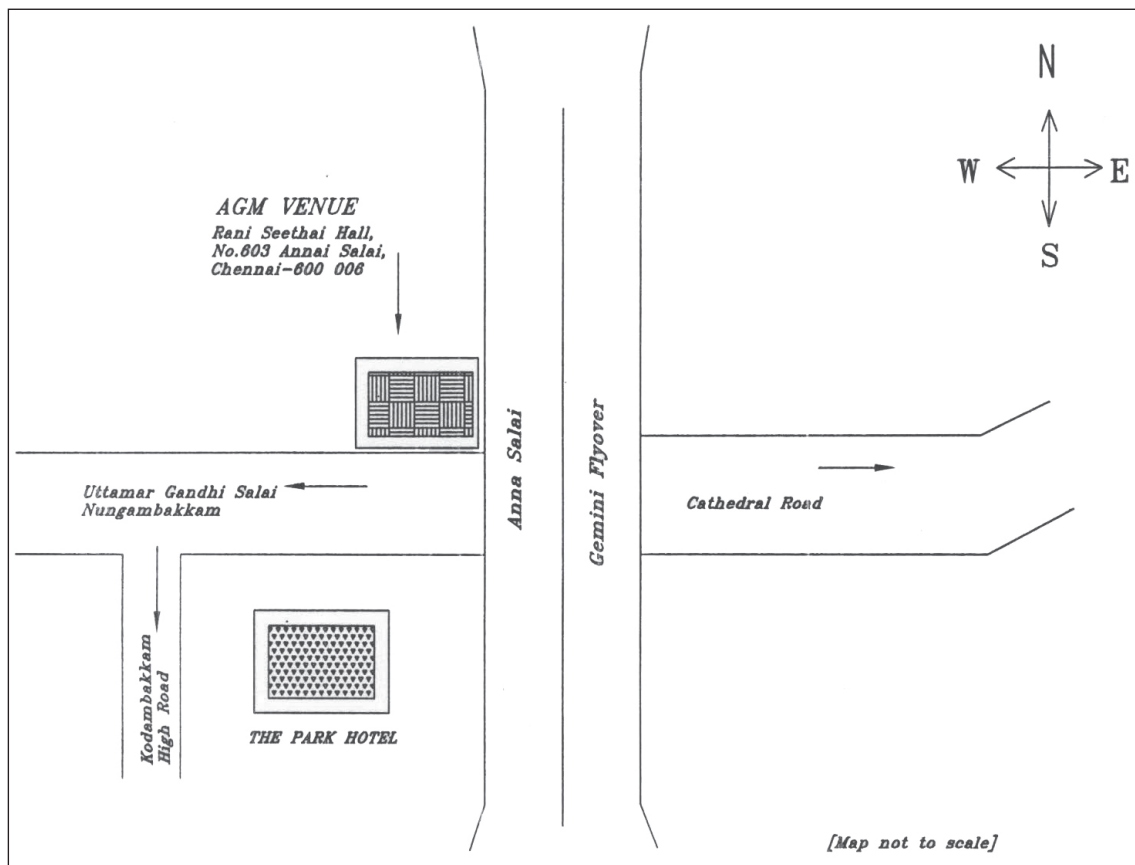 N
W E
S
AGM VENUE
Rani Seethai Hall,
No.603 Annai Salai,
Chennai-600 006
Anna Salai
Gemini Flyover
Uttamar Gandhi Salai
Nungambakkam
Cathedral Road
Kodambakkam
High Road
THE PARK HOTEL
[Map not to scale]